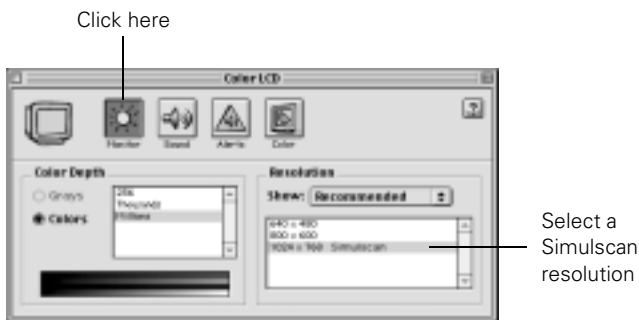 Click here
Color LCD
Monitor Sound Alerts Color
Color Depth
Grays
Colors
256
Thousands
Millions
Resolution
Show: Recommended
640 x 480
800 x 600
1024 x 768 Simulscan
Select a
Simulscan
resolution